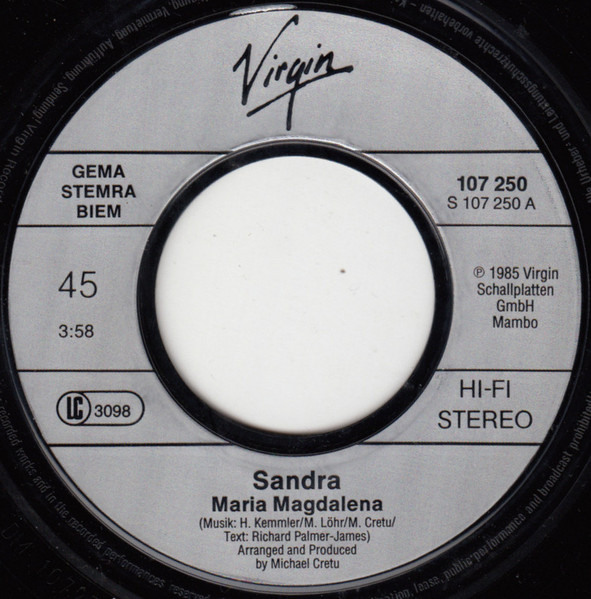 Virgin
GEMA
STEMRA
BIEM
107 250
S 107 250 A
45
3:58
℗ 1985 Virgin
Schallplatten
GmbH
Mambo
LC 3098
HI-FI
STEREO
Sandra
Maria Magdalena
(Musik: H. Kemmler/M. Löhr/M. Cretu/
Text: Richard Palmer-James)
Arranged and Produced
by Michael Cretu